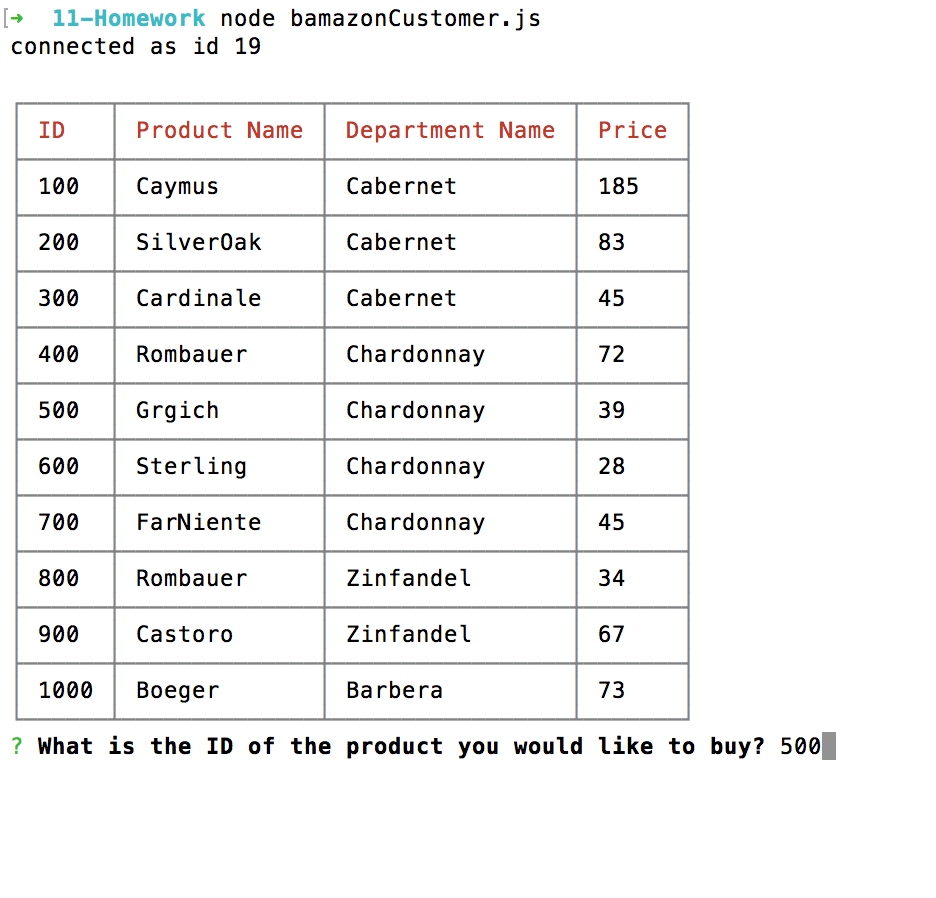 [➜ 11-Homework node bamazonCustomer.js
connected as id 19
ID Product Name Department Name Price
100 Caymus Cabernet 185
200 SilverOak Cabernet 83
300 Cardinale Cabernet 45
400 Rombauer Chardonnay 72
500 Grgich Chardonnay 39
600 Sterling Chardonnay 28
700 FarNiente Chardonnay 45
800 Rombauer Zinfandel 34
900 Castoro Zinfandel 67
1000 Boeger Barbera 73
? What is the ID of the product you would like to buy? 500